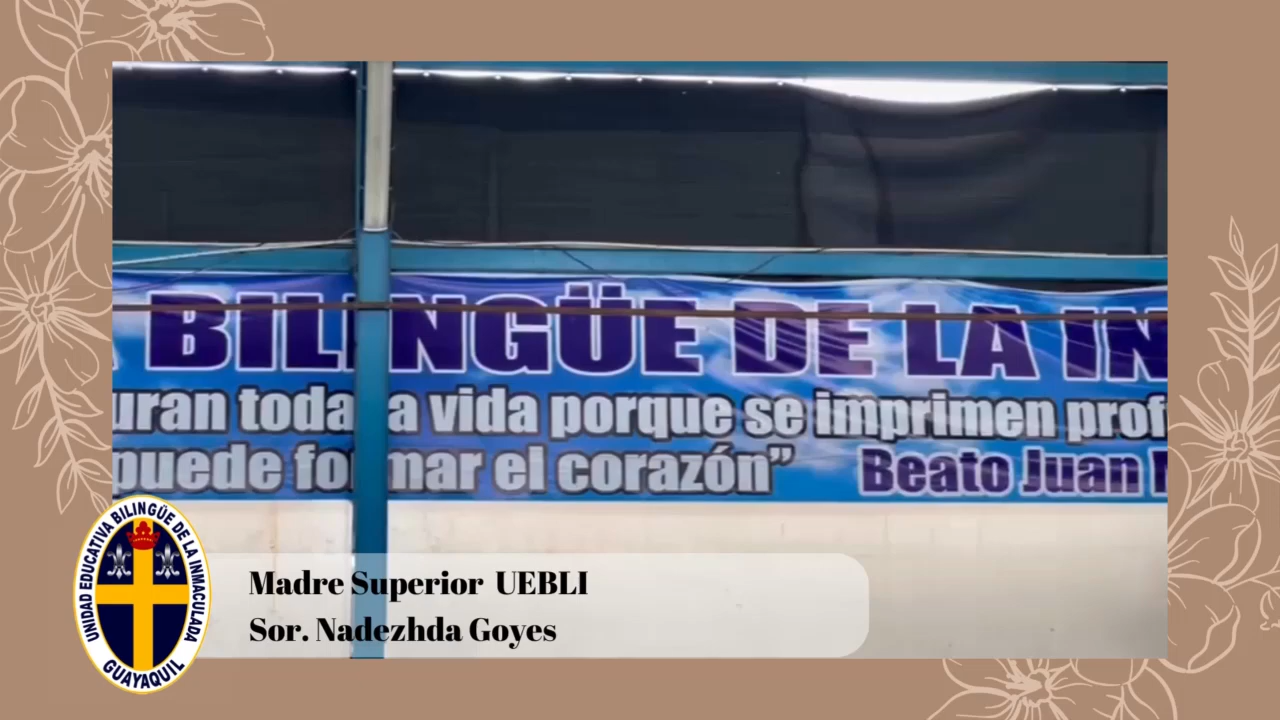 BILINGÜE DE LA IN
uran toda a vida porque se imprimen prof
puede formar el corazón” Beato Juan
Madre Superior UEBLI
Sor. Nadezhda Goyes
UNIDAD EDUCATIVA BILINGÜE DE LA INMACULADA
GUAYAQUIL